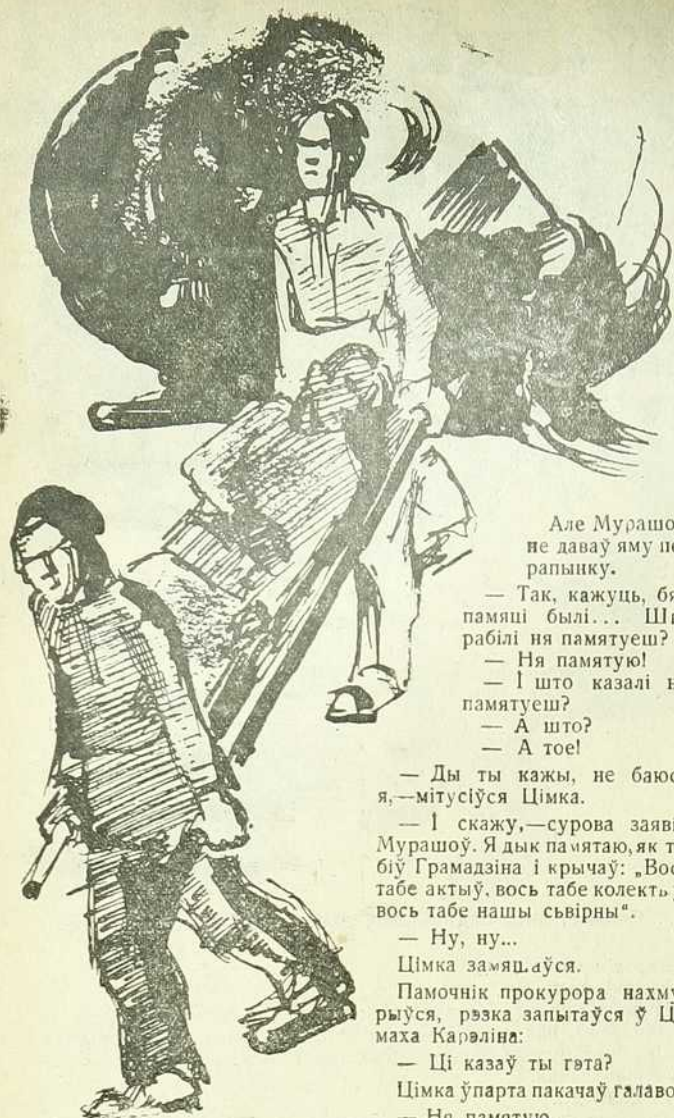 Але Мурашо
не даваў яму пе
рапынку.
— Так, кажуць, бя
памяці былі... Ш
рабілі ня памятуеш?
— Ня памятую!
— І што казалі н
памятуеш?
— А што?
— А тое!
— Ды ты кажы, не баюс
я,—мітусіўся Цімка.
— І скажу,—сурова заяві
Мурашоў. Я дык памятаю, як т
біў Грамадзіна і крычаў: „Вос
табе актыў, вось табе
вось табе нашы сьвірны“.
— Ну, ну...
Цімка замяшаўся.
Памочнік прокурора нахму
рыўся, рэзка запытаўся ў Ці
маха Карэліна:
— Ці казаў ты гэта?
Цімка ўпарта пакачаў галаво
— Не памятую